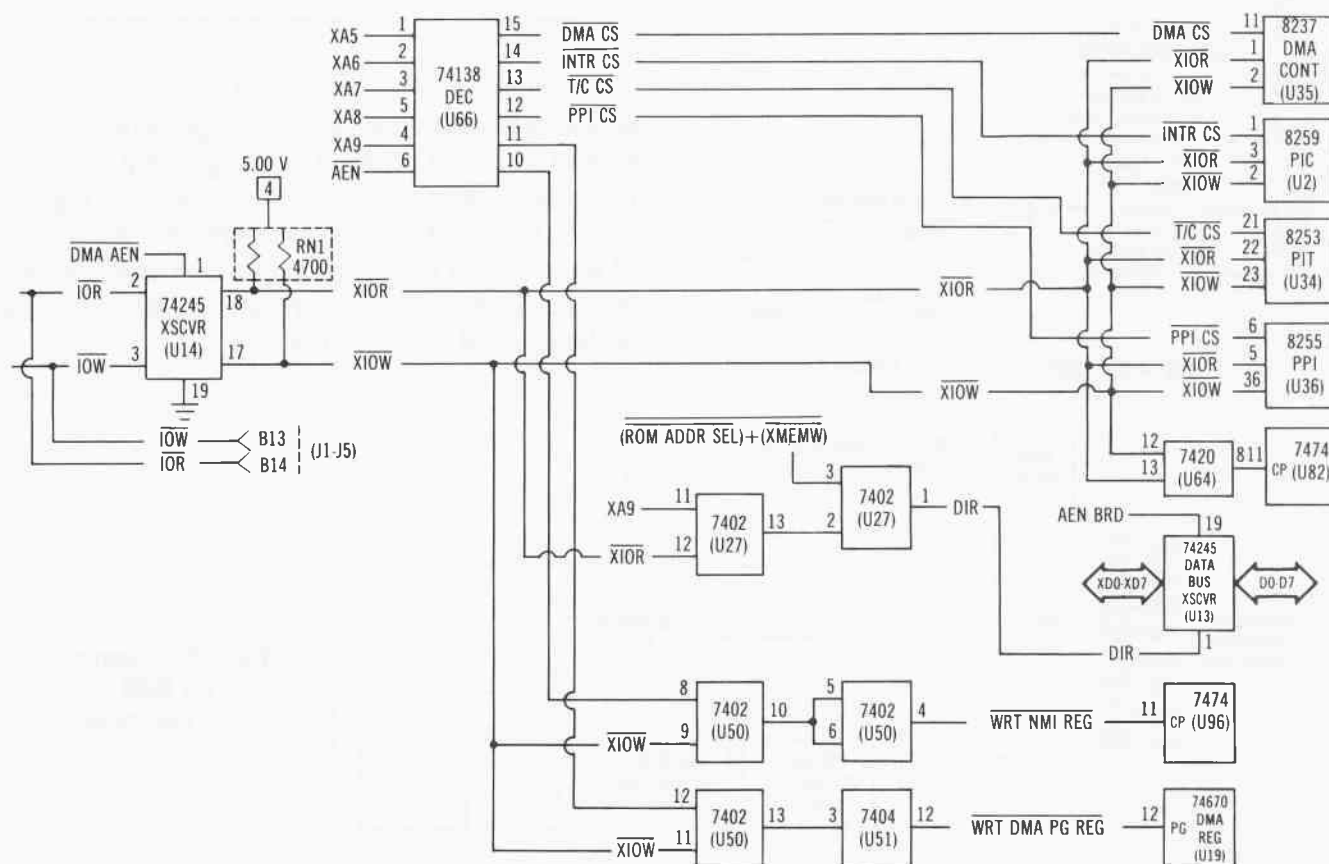 XA5 1
XA6 2
XA7 3
XA8 5
XA9 4
AEN 6
74138
DEC
(U66)
15 DMA CS
14 INTR CS
13 T/C CS
12 PPI CS
11
10
DMA CS 11
XIOR 1
XIOW 2
8237
DMA
CONT
(U35)
INTR CS 1
XIOR 3
XIOW 2
8259
PIC
(U2)
T/C CS 21
XIOR 22
XIOW 23
8253
PIT
(U34)
PPI CS 6
XIOR 5
XIOW 36
8255
PPI
(U36)
5.00 V
4
RN1
4700
DMA AEN 1
IOR 2
IOW 3
74245
XSCVR
(U14)
18 XIOR XIOR
17 XIOW XIOW
19
IOW B13
IOR B14
(J1-J5)
12
13
7420
(U64)
811
CP 7474
(U82)
(ROM ADDR SEL)+(XMEMW)
XA9 11
XIOR 12
7402
(U27)
13
3
2
7402
(U27)
1 DIR
AEN BRD 19
XD0-XD7
74245
DATA
BUS
XSCVR
(U13)
D0-D7
DIR 1
8
XIOW 9
7402
(U50)
10
5
6
7402
(U50)
4 WRT NMI REG 11
7474
CP (U96)
12
XIOW 11
7402
(U50)
13
3
7404
(U51)
12 WRT DMA PG REG 12
74670
PG DMA
REG
(U19)